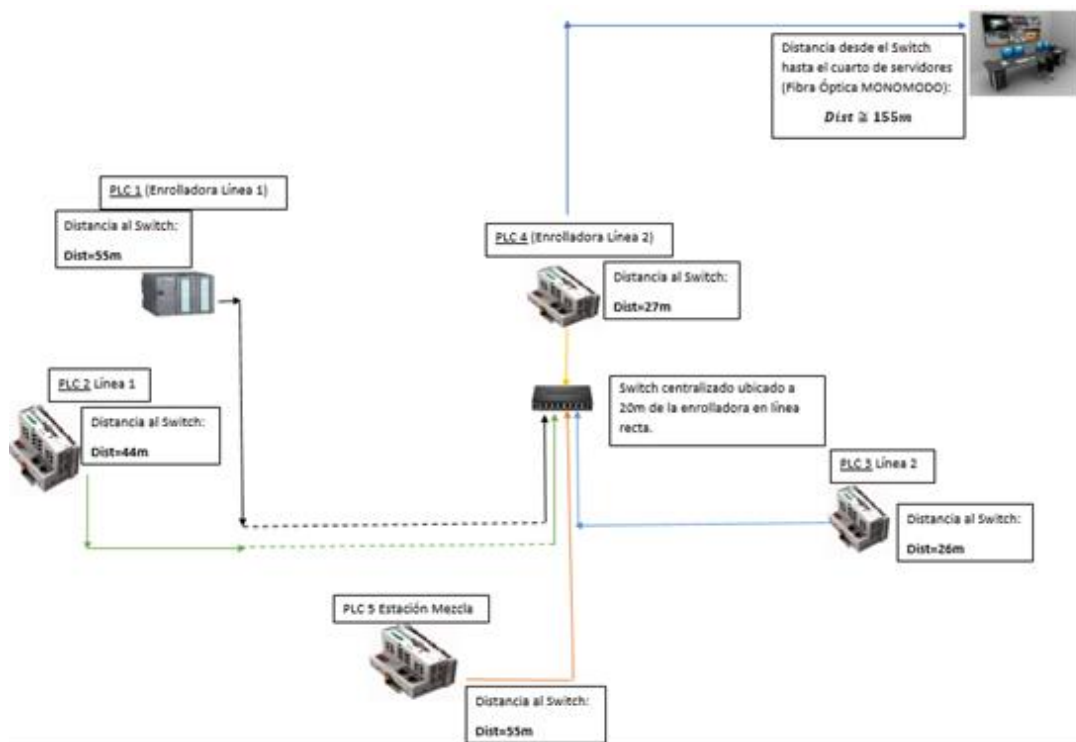 Distancia desde el Switch
hasta el cuarto de servidores
(Fibra Óptica MONOMODO):
Dist ≅ 155m
PLC 1 (Enrolladora Línea 1)
Distancia al Switch:
Dist=55m
PLC 4 (Enrolladora Línea 2)
Distancia al Switch:
Dist=27m
PLC 2 Línea 1
Distancia al Switch:
Dist=44m
Switch centralizado ubicado a
20m de la enrolladora en línea
recta.
PLC 3 Línea 2
Distancia al Switch:
Dist=26m
PLC 5 Estación Mezcla
Distancia al Switch:
Dist=55m